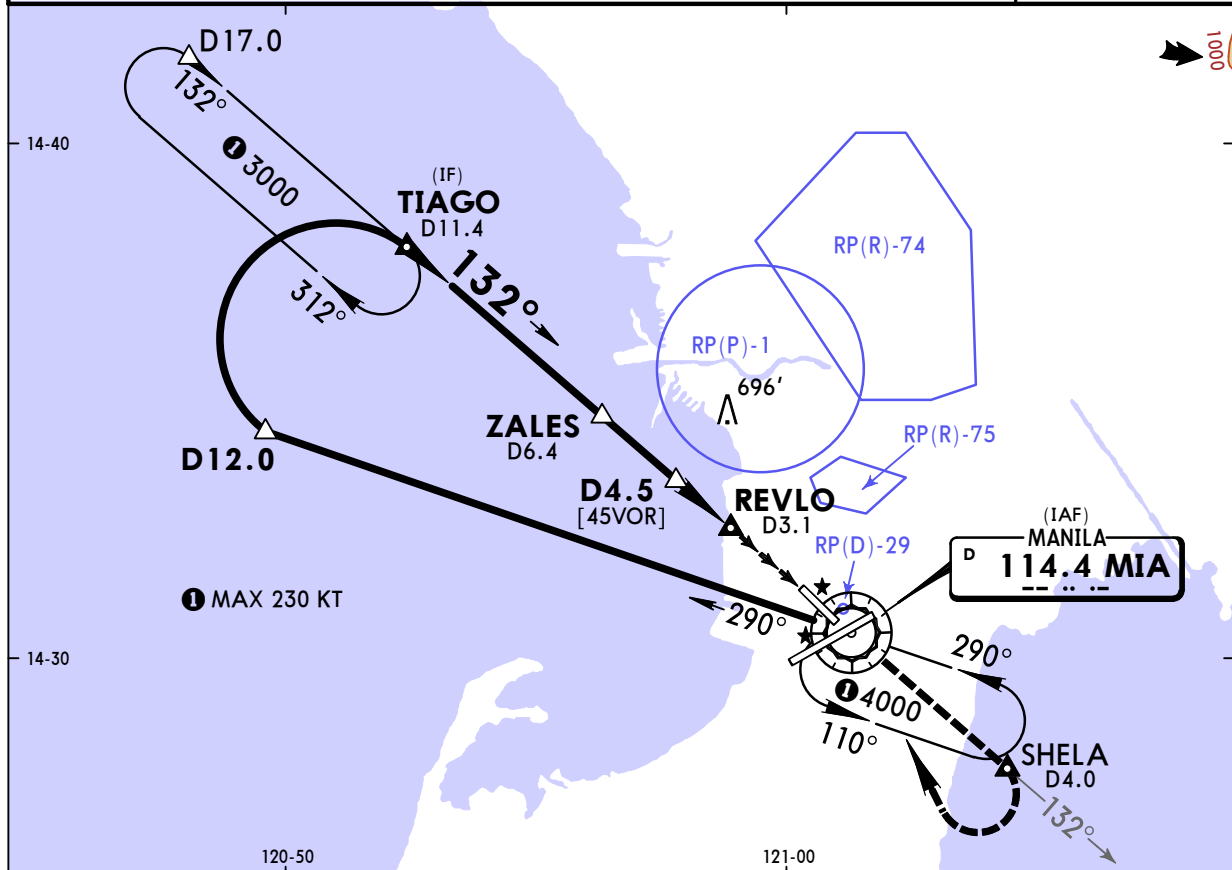 D17.0
1000
132°
14-40
❶ 3000
(IF)
TIAGO
D11.4
RP(R)-74
132°
312°
RP(P)-1
696'
ZALES
D6.4
RP(R)-75
D12.0
D4.5
[45VOR]
REVLO
D3.1
(IAF)
MANILA
D 114.4 MIA
RP(D)-29
❶ MAX 230 KT
290°
290°
14-30
❶ 4000
110°
SHELA
D4.0
132°
120-50
121-00